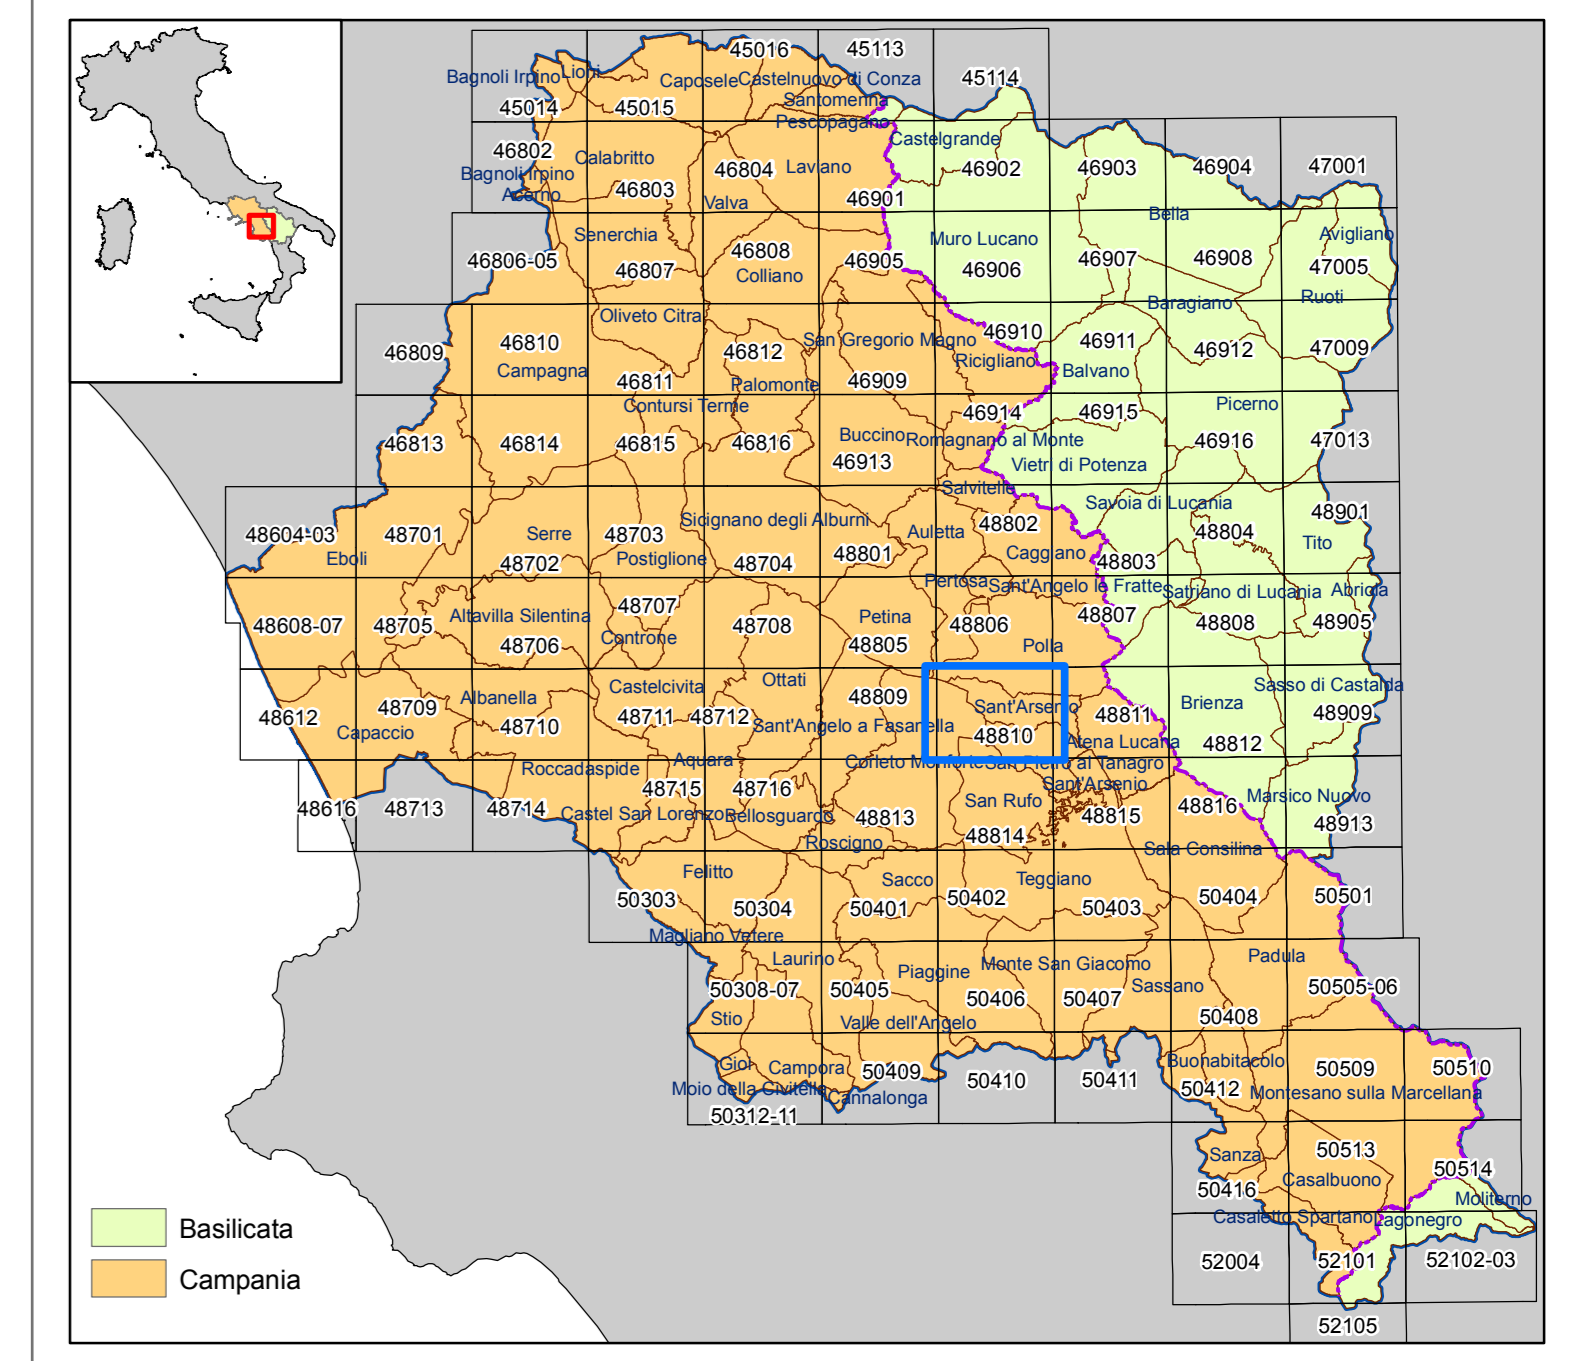 45016
45113
45114
Bagnoli Irpino
Lioni
Caposele
Castelnuovo di Conza
45014
45015
Santomenna
Pescopagano
Castelgrande
46802
Calabritto
46804
Laviano
46902
46903
46904
47001
Bagnoli Irpino
Acerno
46803
Valva
46901
Bella
Senerchia
Muro Lucano
Avigliano
46806-05
46807
46808
Colliano
46905
46906
46907
46908
47005
Oliveto Citra
Baragiano
Ruoti
46809
46810
Campagna
46812
San Gregorio Magno
46910
46911
46912
47009
46811
Palomonte
46909
Ricigliano
Balvano
Contursi Terme
46914
46915
Picerno
46813
46814
46815
46816
Buccino
Romagnano al Monte
46916
47013
46913
Vietri di Potenza
Salvitelle
Savoia di Lucania
48604-03
Eboli
48701
Serre
48702
48703
Postiglione
Sicignano degli Alburni
48704
48801
Auletta
48802
Caggiano
48803
48804
48901
Tito
Pertosa
Sant'Angelo le Fratte
Satriano di Lucania
Abriola
48608-07
48705
Altavilla Silentina
48706
48707
Controne
48708
Petina
48805
48806
Polla
48807
48808
48905
48612
48709
Capaccio
Albanella
48710
Castelcivita
48711
48712
Ottati
48809
Sant'Angelo a Fasanella
Sant'Arsenio
48810
48811
Atena Lucana
Brienza
48812
Sasso di Castalda
48909
Roccadaspide
Aquara
Corleto Monforte
San Pietro al Tanagro
Sant'Arsenio
48616
48713
48714
48715
Castel San Lorenzo
48716
Bellosguardo
48813
Roscigno
San Rufo
48814
48815
48816
Marsico Nuovo
48913
Sala Consilina
Felitto
Sacco
Teggiano
50303
50304
50401
50402
50403
50404
50501
Magliano Vetere
Laurino
Piaggine
Monte San Giacomo
Sassano
Padula
50308-07
50405
50406
50407
50408
50505-06
Stio
Valle dell'Angelo
Gioi
Campora
50409
50410
50411
Buonabitacolo
50412
50509
50510
Moio della Civitella
Cannalonga
Montesano sulla Marcellana
50312-11
Sanza
50513
50514
50416
Casalbuono
Moliterno
Casaletto Spartano
Lagonegro
52004
52101
52102-03
52105
Basilicata
Campania